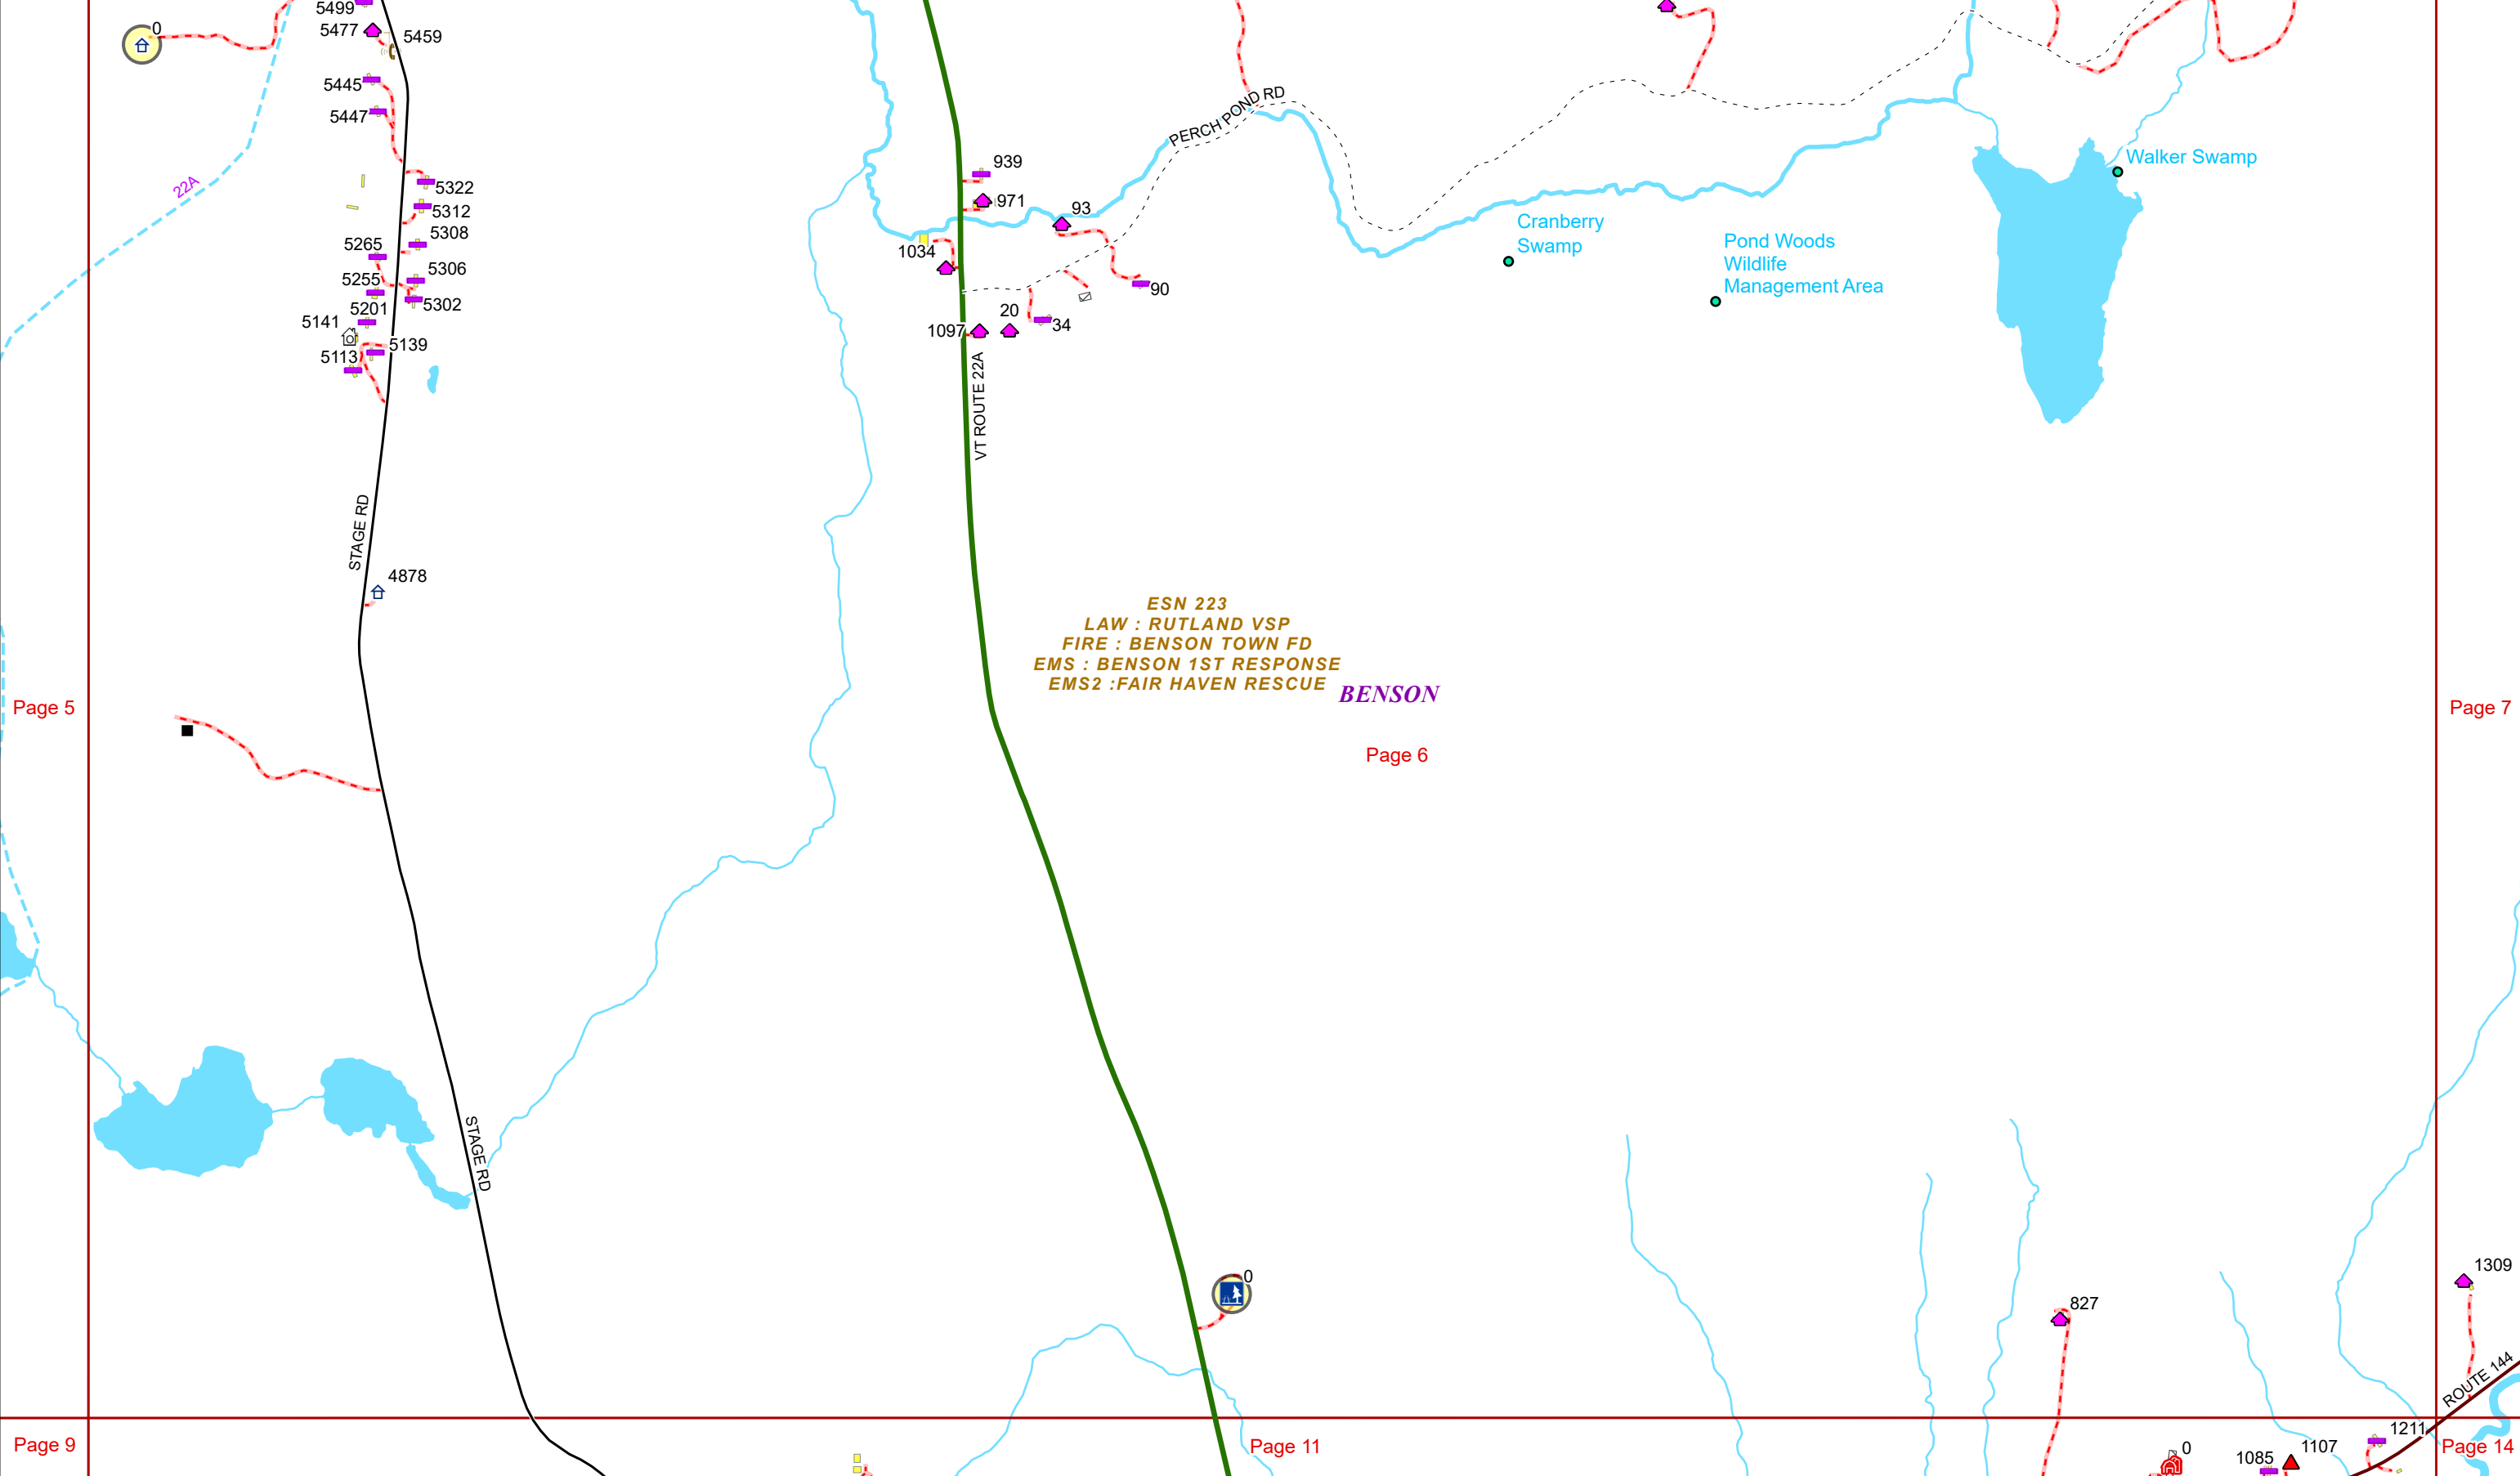 5499
0
5477
5459
5445
5447
PERCH POND RD
22A
939
Walker Swamp
5322
971
93
5312
Cranberry
Swamp
5308
5265
1034
Pond Woods
Wildlife
Management Area
5306
5255
90
5302
5201
20
5141
34
1097
5139
5113
VT ROUTE 22A
STAGE RD
4878
ESN 223
LAW : RUTLAND VSP
FIRE : BENSON TOWN FD
EMS : BENSON 1ST RESPONSE
EMS2 :FAIR HAVEN RESCUE
BENSON
Page 5
Page 7
Page 6
STAGE RD
0
1309
827
ROUTE 144
1211
Page 9
Page 11
0
1107
Page 14
1085